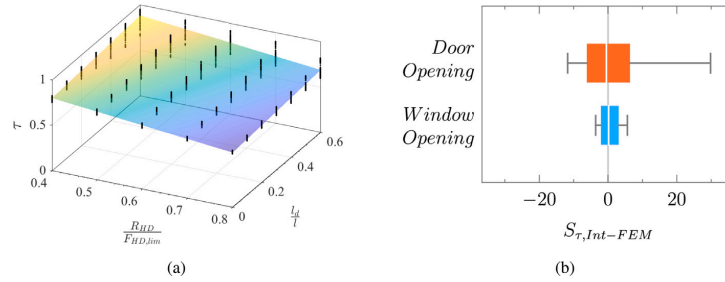 1
0.5
0
τ
0.4
0.5
0.6
0.7
0.8
R_HD
F_HD,lim
0
0.2
0.4
0.6
l_d
l
(a)
Door
Opening
Window
Opening
−20
0
20
S_τ,Int−FEM
(b)